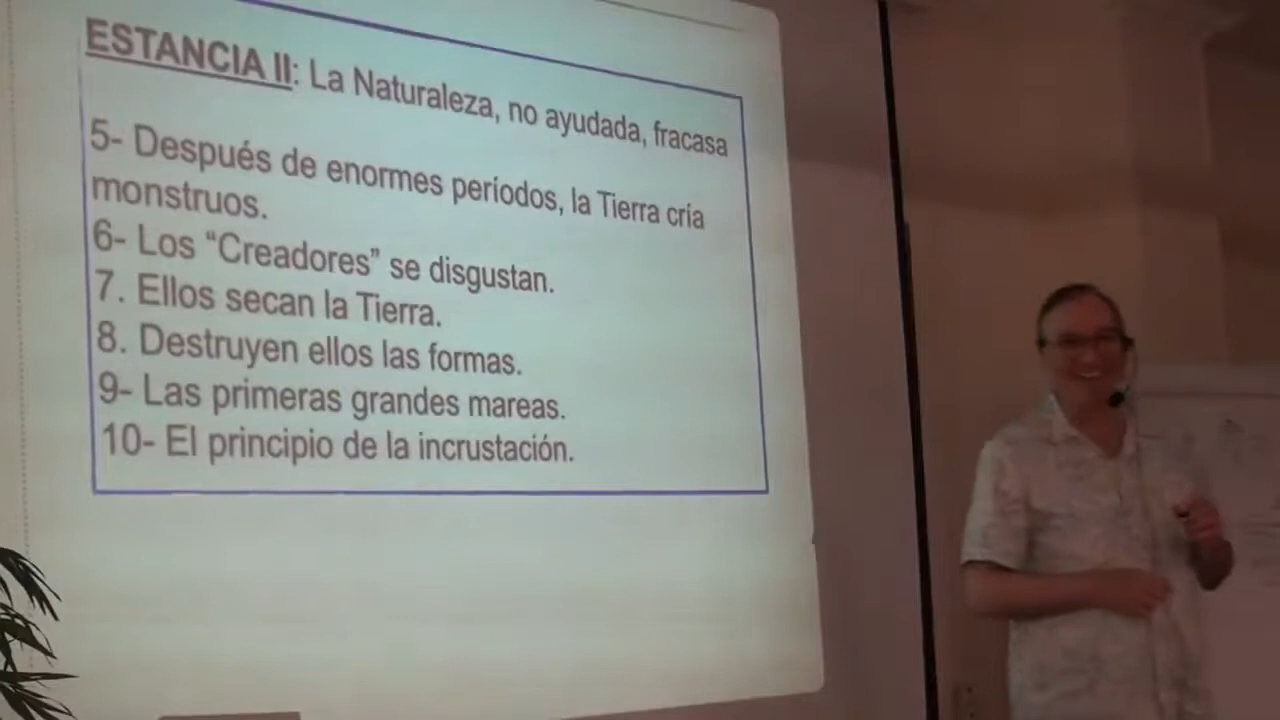 ESTANCIA II: La Naturaleza, no ayudada, fracasa
5- Después de enormes períodos, la Tierra cría
monstruos.
6- Los “Creadores” se disgustan.
7. Ellos secan la Tierra.
8. Destruyen ellos las formas.
9- Las primeras grandes mareas.
10- El principio de la incrustación.